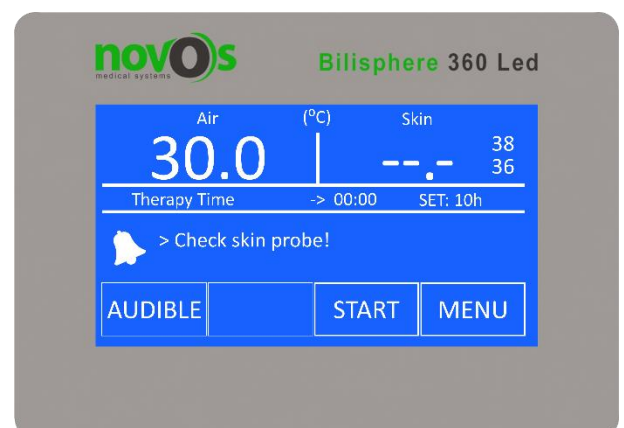 novOs
medical systems
Bilisphere 360 Led
Air (⁰C) Skin
30.0 --.- 38
36
Therapy Time -> 00:00 SET: 10h
> Check skin probe!
AUDIBLE START MENU